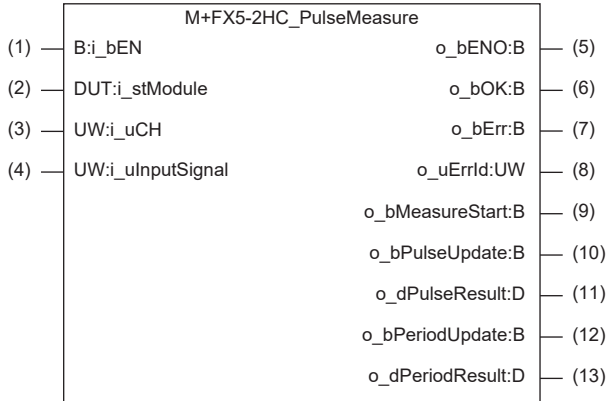 M+FX5-2HC_PulseMeasure
(1) B:i_bEN o_bENO:B (5)
(2) DUT:i_stModule o_bOK:B (6)
(3) UW:i_uCH o_bErr:B (7)
(4) UW:i_uInputSignal o_uErrId:UW (8)
o_bMeasureStart:B (9)
o_bPulseUpdate:B (10)
o_dPulseResult:D (11)
o_bPeriodUpdate:B (12)
o_dPeriodResult:D (13)